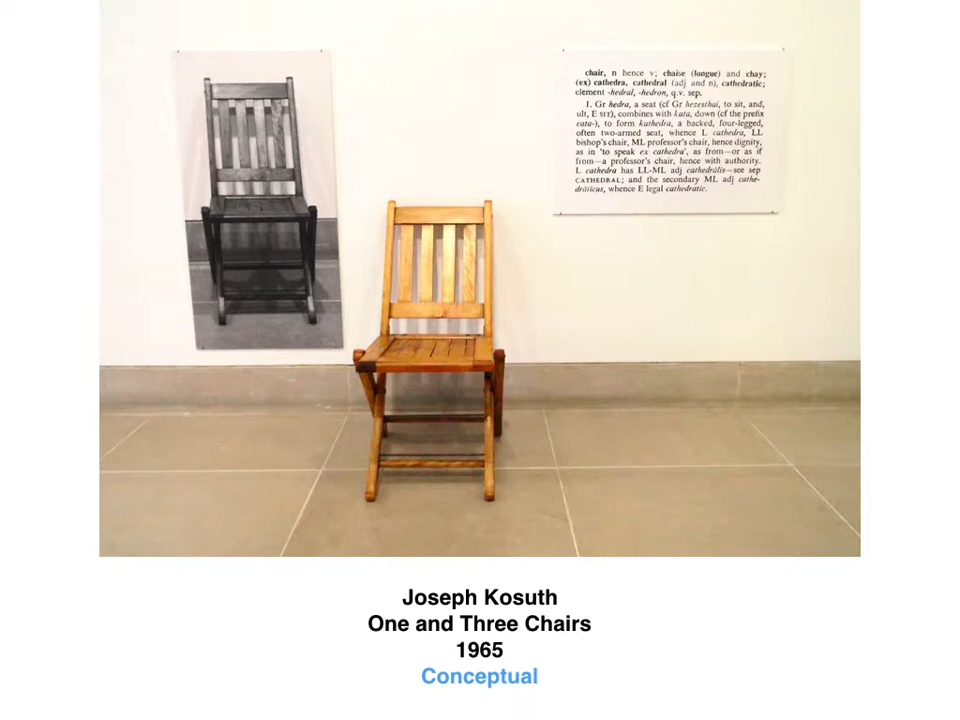 chair, n hence v; chaise (longue) and chay;
(ex) cathedra, cathedral (adj and n), cathedratic;
clement -hedral, -hedron, q.v. sep.
1. Gr hedra, a seat (cf Gr hezesthai, to sit, and,
ult, E SIT), combines with kata, down (cf the prefix
cata-), to form kathedra, a backed, four-legged,
often two-armed seat, whence L cathedra, LL
bishop's chair, ML professor's chair, hence dignity,
as in 'to speak ex cathedra', as from—or as if
from—a professor's chair, hence with authority.
L cathedra has LL-ML adj cathedrālis—see sep
CATHEDRAL; and the secondary ML adj cathe-
drāticus, whence E legal cathedratic.
Joseph Kosuth
One and Three Chairs
1965
Conceptual